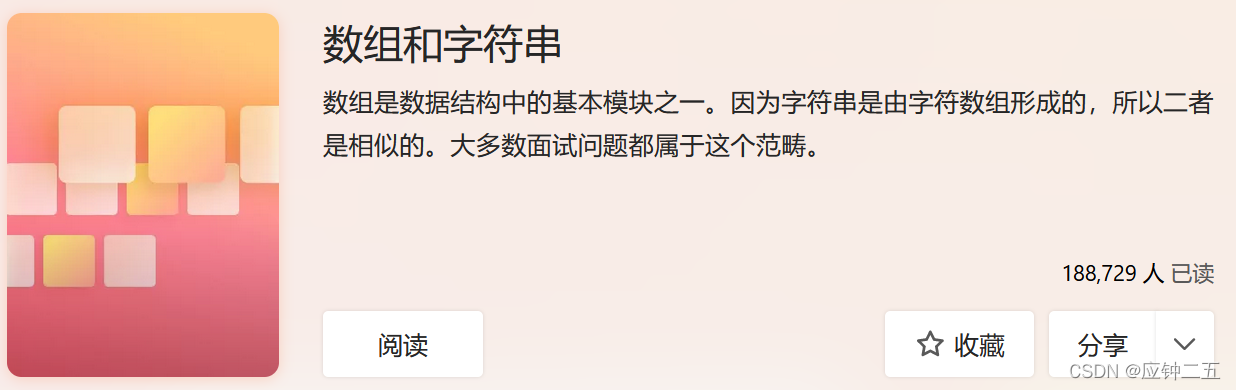 数组和字符串
数组是数据结构中的基本模块之一。因为字符串是由字符数组形成的，所以二者
是相似的。大多数面试问题都属于这个范畴。
188,729 人 已读
阅读
收藏
分享
CSDN @应钟二五